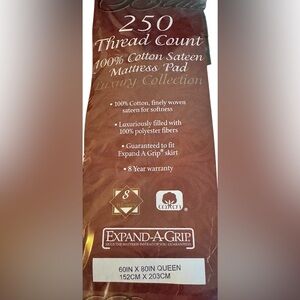 250
Thread Count
100% Cotton Sateen
Mattress Pad
Luxury Collection
• 100% Cotton, finely woven
sateen for softness
• Luxuriously filled with
100% polyester fibers
• Guaranteed to fit
Expand A Grip® skirt
• 8 Year warranty
8
COTTON
EXPAND-A-GRIP
60IN X 80IN QUEEN
152CM X 203CM